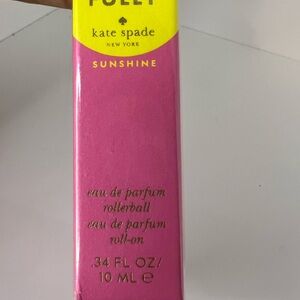 FULLY
kate spade
NEW YORK
SUNSHINE
eau de parfum
rollerball
eau de parfum
roll-on
.34 FL OZ/
10 ML ℮